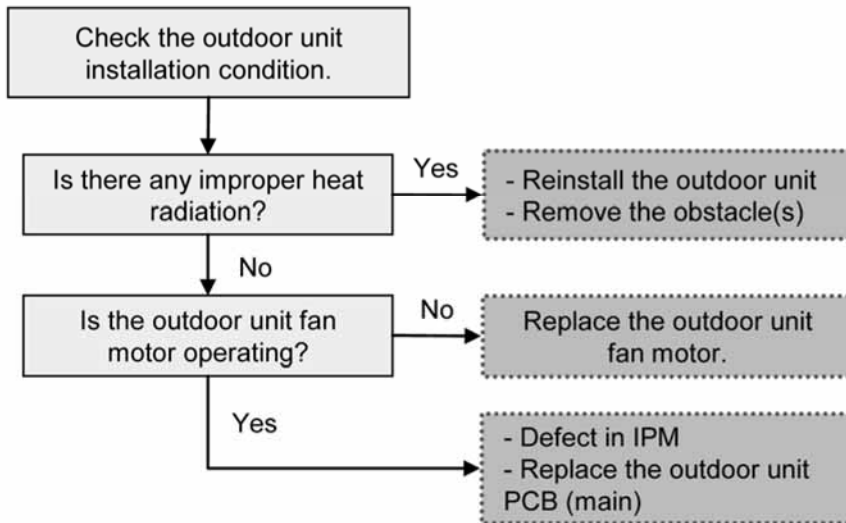 Check the outdoor unit
installation condition.
Is there any improper heat
radiation?
Yes
- Reinstall the outdoor unit
- Remove the obstacle(s)
No
Is the outdoor unit fan
motor operating?
No
Replace the outdoor unit
fan motor.
Yes
- Defect in IPM
- Replace the outdoor unit
PCB (main)